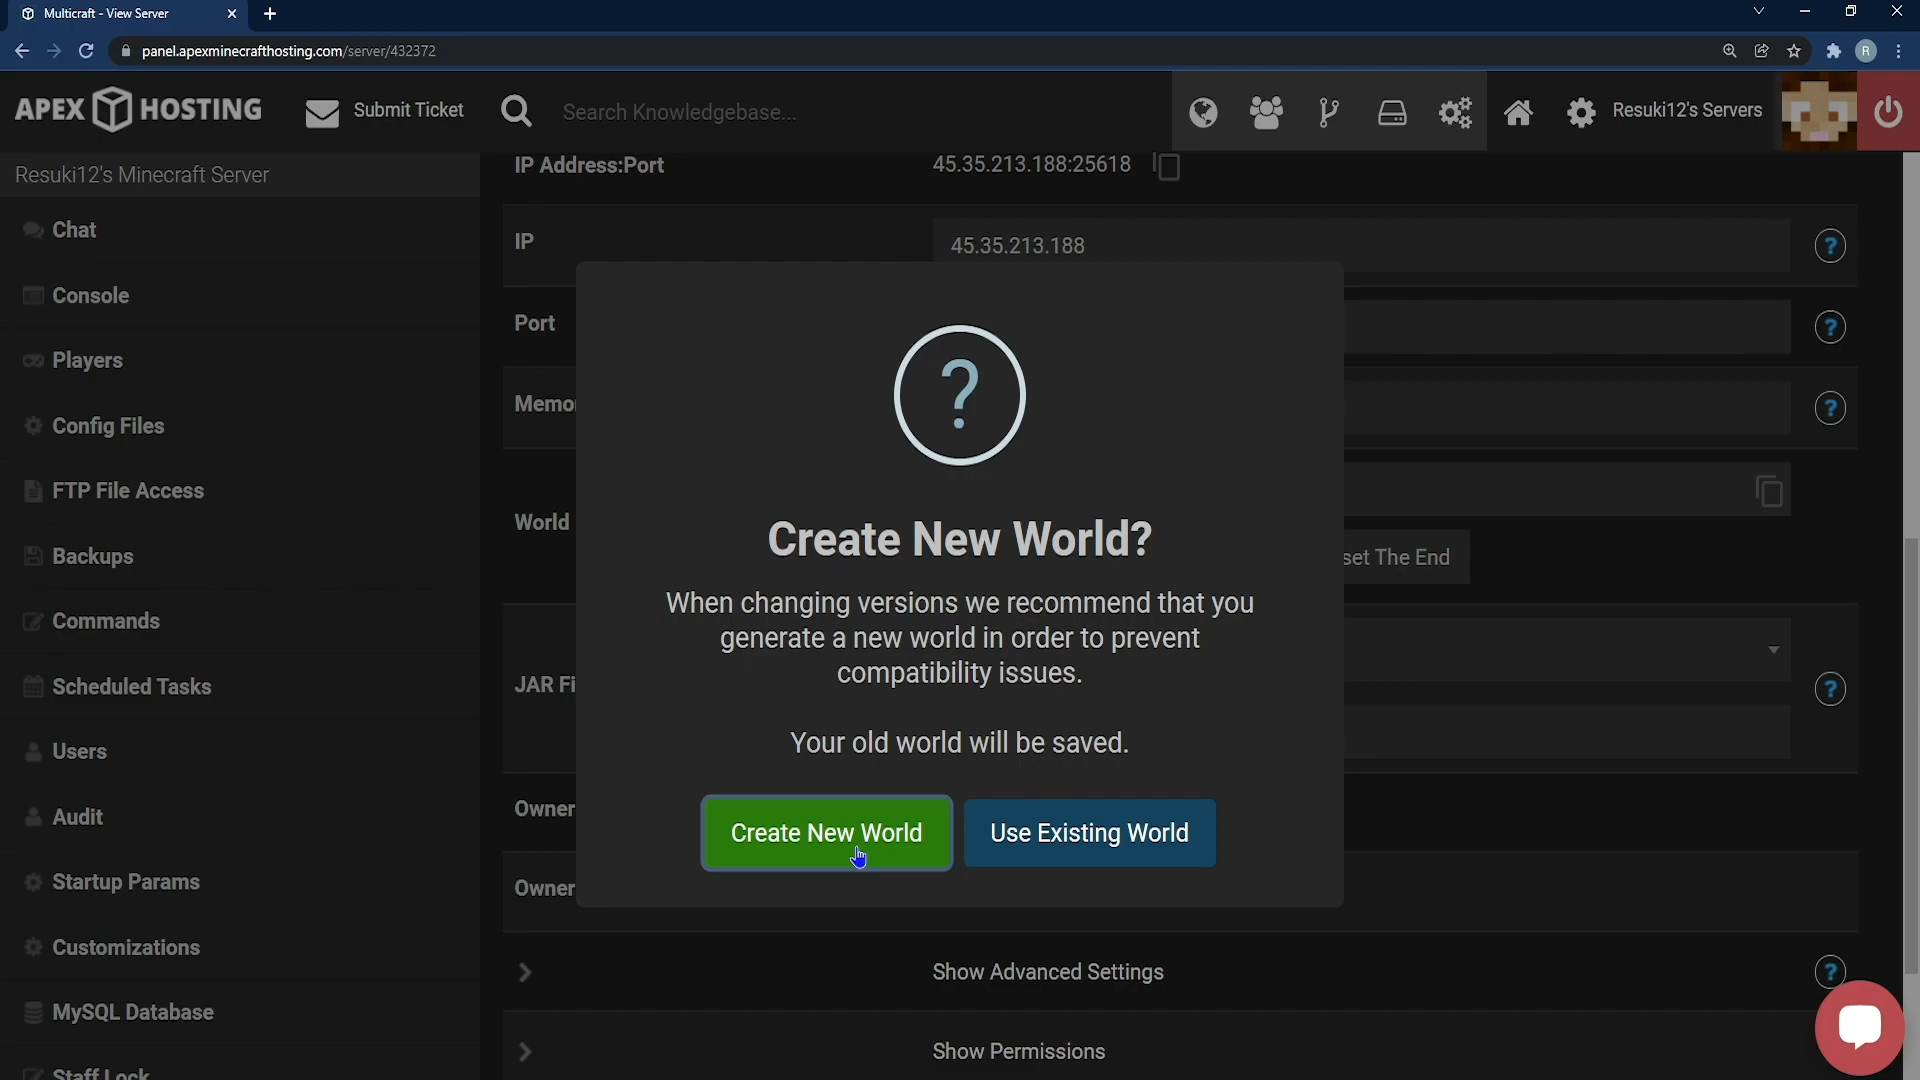 Multicraft - View Server
panel.apexminecrafthosting.com/server/432372
R
APEX HOSTING
Submit Ticket
Search Knowledgebase...
Resuki12's Servers
Resuki12's Minecraft Server
Chat
Console
Players
Config Files
FTP File Access
Backups
Commands
Scheduled Tasks
Users
Audit
Startup Params
Customizations
MySQL Database
Staff Lock
IP Address:Port
45.35.213.188:25618
IP
45.35.213.188
?
Port
?
Memo
?
World
set The End
JAR Fi
?
Owner
Owner
?
Create New World?
When changing versions we recommend that you
generate a new world in order to prevent
compatibility issues.
Your old world will be saved.
Create New World
Use Existing World
Show Advanced Settings
?
Show Permissions